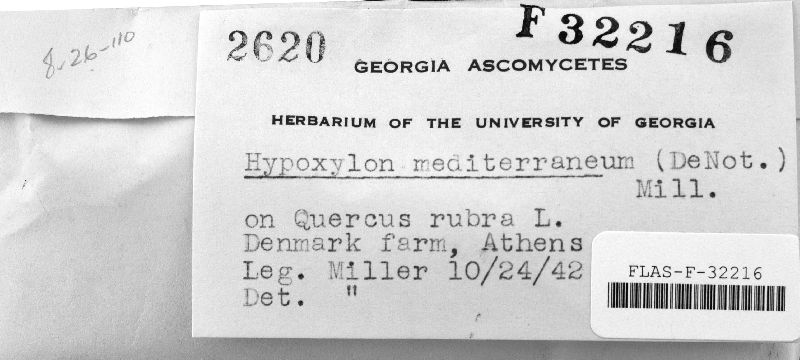 8-26-110
2620
F 32216
GEORGIA ASCOMYCETES
HERBARIUM OF THE UNIVERSITY OF GEORGIA
Hypoxylon mediterraneum (DeNot.)
Mill.
on Quercus rubra L.
Denmark farm, Athens
Leg. Miller 10/24/42
Det. "
FLAS-F-32216